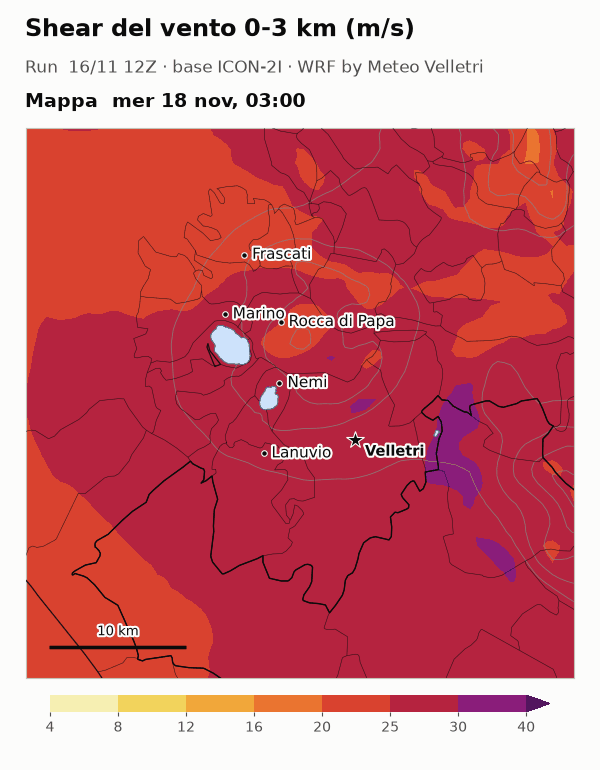 Shear del vento 0-3 km (m/s)
Run  16/11 12Z · base ICON-2I · WRF by Meteo Velletri
Mappa  mer 18 nov, 03:00
Frascati
Marino
Rocca di Papa
Nemi
Velletri
Lanuvio
10 km
4 8 12 16 20 25 30 40